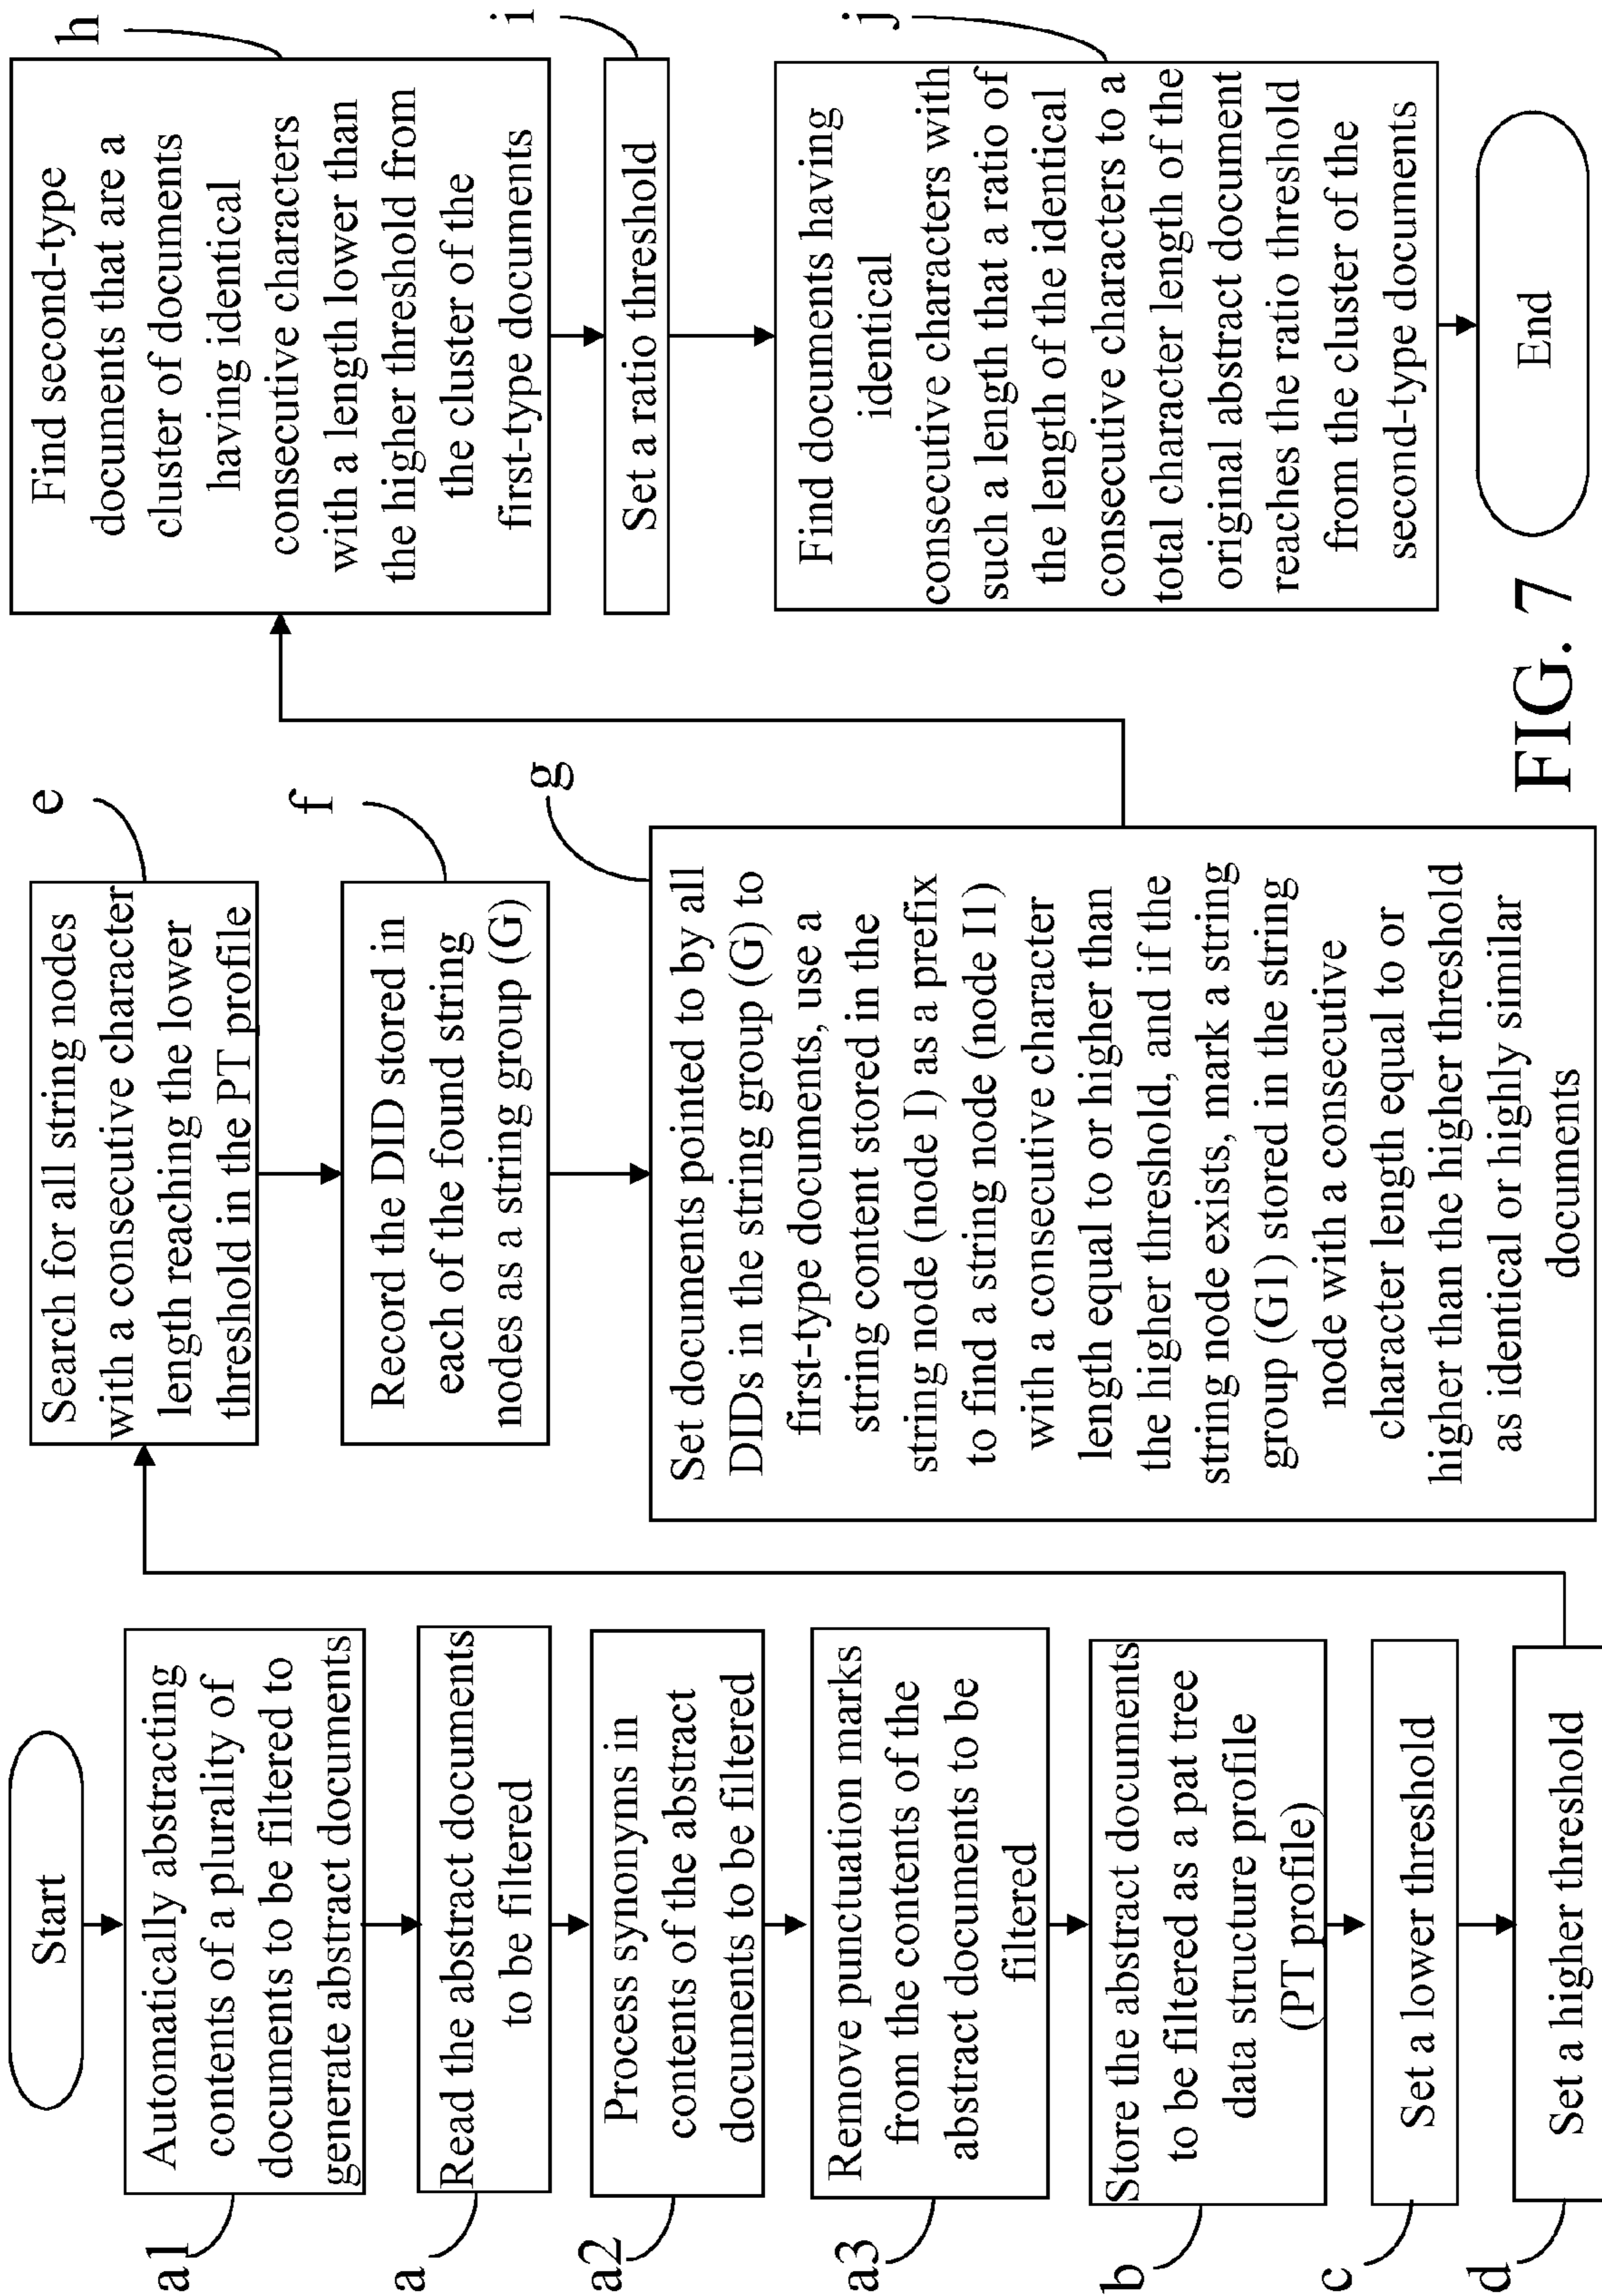 Start
a1
Automatically abstracting
contents of a plurality of
documents to be filtered to
generate abstract documents
a
Read the abstract documents
to be filtered
a2
Process synonyms in
contents of the abstract
documents to be filtered
a3
Remove punctuation marks
from the contents of the
abstract documents to be
filtered
b
Store the abstract documents
to be filtered as a pat tree
data structure profile
(PT profile)
c
Set a lower threshold
d
Set a higher threshold
e
Search for all string nodes
with a consecutive character
length reaching the lower
threshold in the PT profile
f
Record the DID stored in
each of the found string
nodes as a string group (G)
g
Set documents pointed to by all
DIDs in the string group (G) to
first-type documents, use a
string content stored in the
string node (node I) as a prefix
to find a string node (node I1)
with a consecutive character
length equal to or higher than
the higher threshold, and if the
string node exists, mark a string
group (G1) stored in the string
node with a consecutive
character length equal to or
higher than the higher threshold
as identical or highly similar
documents
h
Find second-type
documents that are a
cluster of documents
having identical
consecutive characters
with a length lower than
the higher threshold from
the cluster of the
first-type documents
i
Set a ratio threshold
j
Find documents having
identical
consecutive characters with
such a length that a ratio of
the length of the identical
consecutive characters to a
total character length of the
original abstract document
reaches the ratio threshold
from the cluster of the
second-type documents
End
FIG. 7